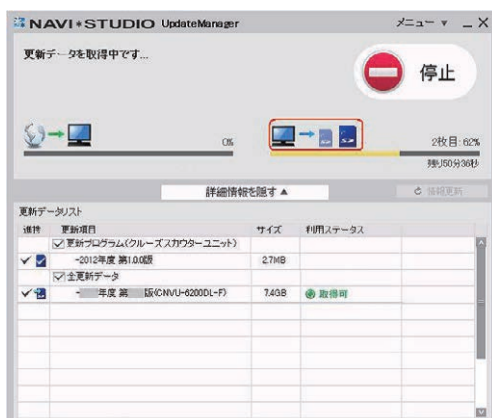 NAVI*STUDIO UpdateManager
メニュー ▼ _ X
更新データを取得中です...
停止
0%
2枚目: 62%
残り50分36秒
詳細情報を隠す ▲
情報更新
更新データリスト
進捗 更新項目 サイズ 利用ステータス
更新プログラム(クルーズスカウターユニット)
-2012年度 第1.0.0版 2.7MB
全更新データ
- 年度 第 版(CNVU-6200DL-F) 7.4GB 取得可